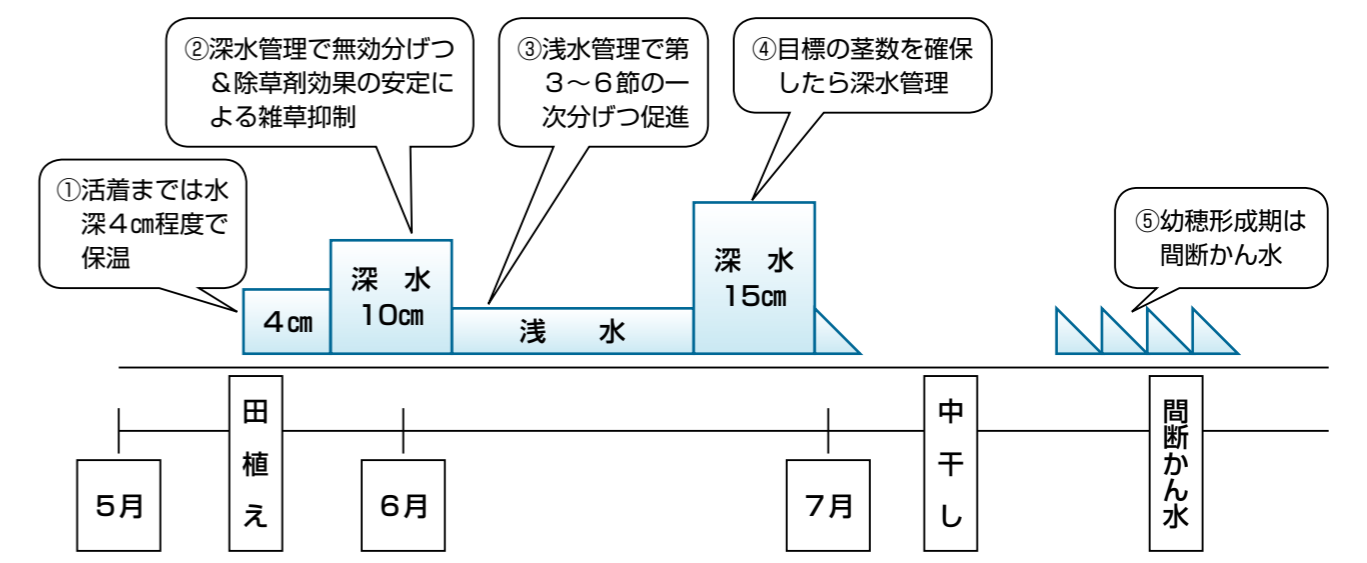 ②深水管理で無効分げつ
＆除草剤効果の安定に
よる雑草抑制
③浅水管理で第
３～６節の一
次分げつ促進
④目標の茎数を確保
したら深水管理
①活着までは水
深４㎝程度で
保温
⑤幼穂形成期は
間断かん水
４㎝
深　水
10㎝
浅　水
深　水
15㎝
田植え
中干し
間断かん水
５月
６月
７月